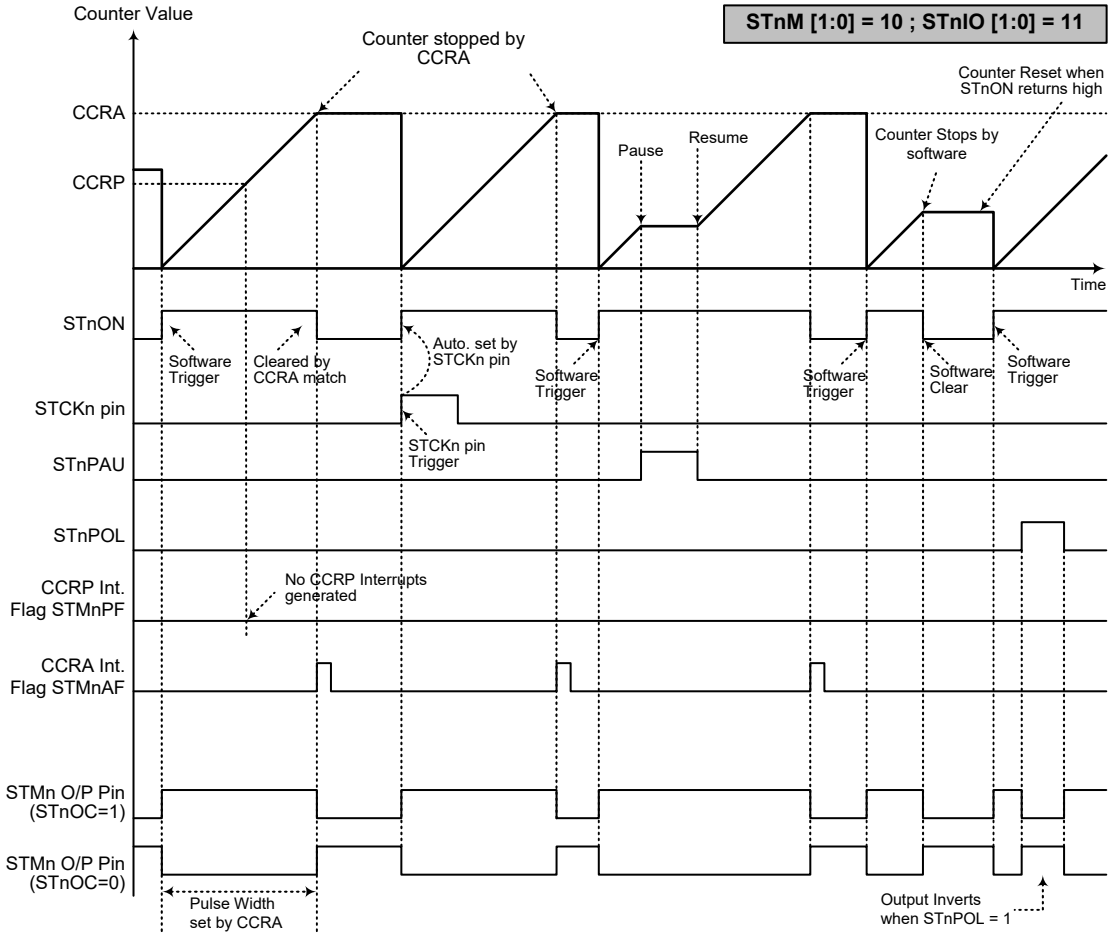 Counter Value
STnM [1:0] = 10 ; STnIO [1:0] = 11
Counter stopped by
CCRA
Counter Reset when
STnON returns high
CCRA
Pause
Resume
Counter Stops by
software
CCRP
Time
STnON
Software
Trigger
Cleared by
CCRA match
Auto. set by
STCKn pin
Software
Trigger
Software
Trigger
Software
Clear
Software
Trigger
STCKn pin
STCKn pin
Trigger
STnPAU
STnPOL
CCRP Int.
Flag STMnPF
No CCRP Interrupts
generated
CCRA Int.
Flag STMnAF
STMn O/P Pin
(STnOC=1)
STMn O/P Pin
(STnOC=0)
Pulse Width
set by CCRA
Output Inverts
when STnPOL = 1